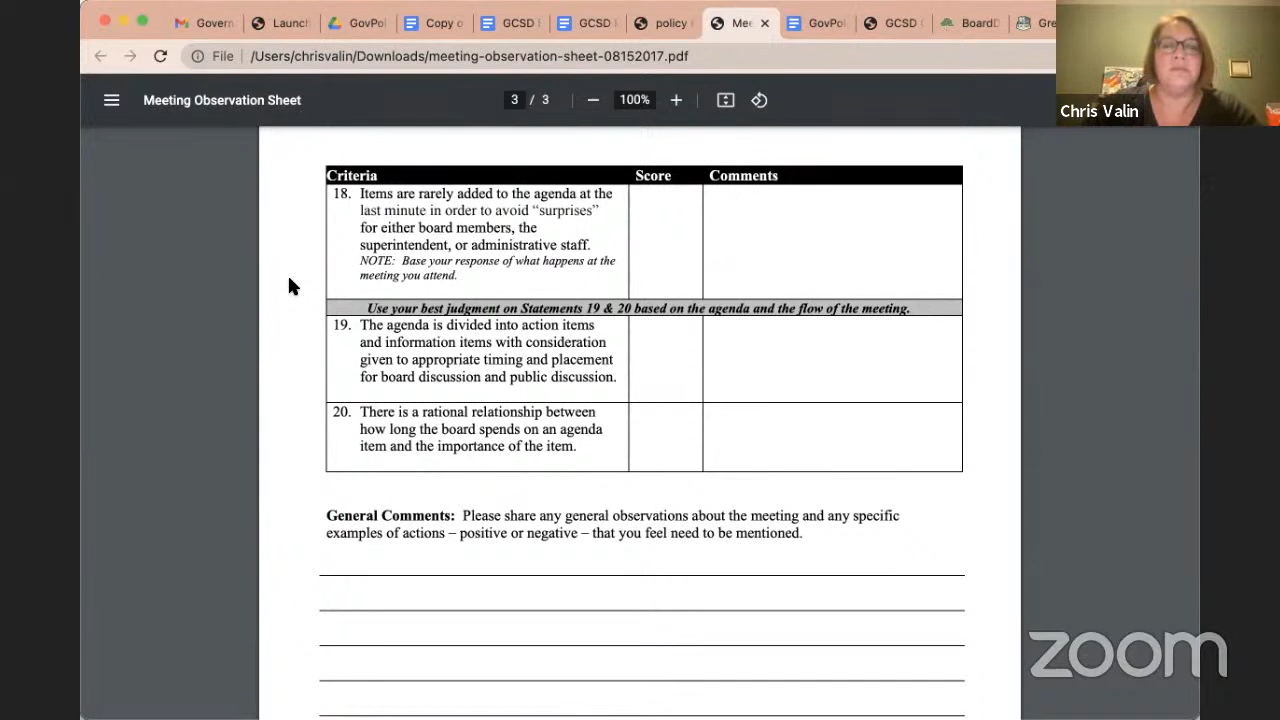 Govern
Launch
GovPol
Copy o
GCSD
GCSD
policy
Mee
GovPol
GCSD
BoardD
Gre
File /Users/chrisvalin/Downloads/meeting-observation-sheet-08152017.pdf
Meeting Observation Sheet
3 / 3
100%
Chris Valin
Criteria Score Comments
18. Items are rarely added to the agenda at the
last minute in order to avoid “surprises”
for either board members, the
superintendent, or administrative staff.
NOTE: Base your response of what happens at the
meeting you attend.
Use your best judgment on Statements 19 & 20 based on the agenda and the flow of the meeting.
19. The agenda is divided into action items
and information items with consideration
given to appropriate timing and placement
for board discussion and public discussion.
20. There is a rational relationship between
how long the board spends on an agenda
item and the importance of the item.
General Comments: Please share any general observations about the meeting and any specific
examples of actions – positive or negative – that you feel need to be mentioned.
zoom